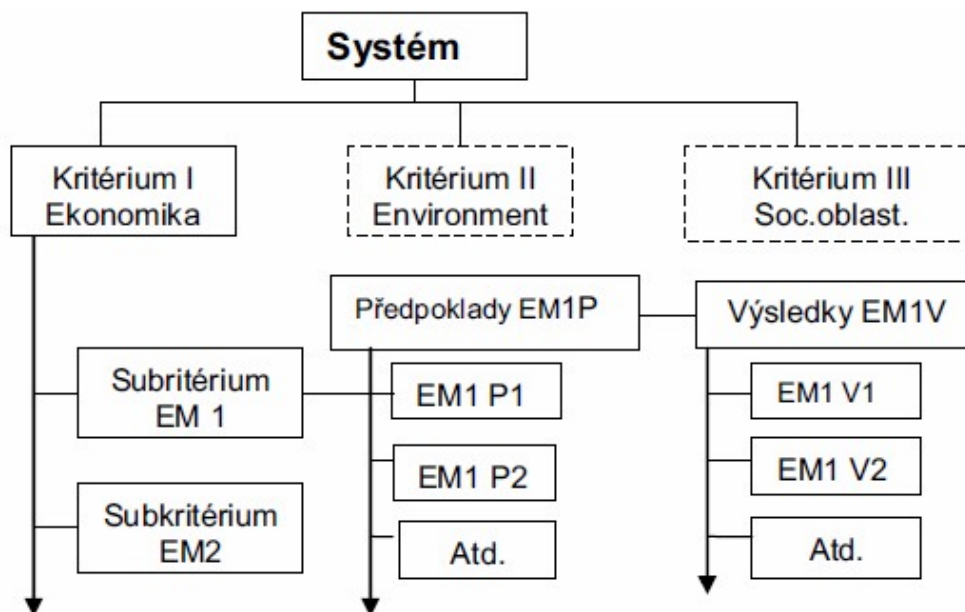 Systém
Kritérium I
Ekonomika
Kritérium II
Environment
Kritérium III
Soc.oblast.
Předpoklady EM1P
Výsledky EM1V
Subritérium
EM 1
EM1 P1
EM1 V1
EM1 P2
EM1 V2
Subkritérium
EM2
Atd.
Atd.